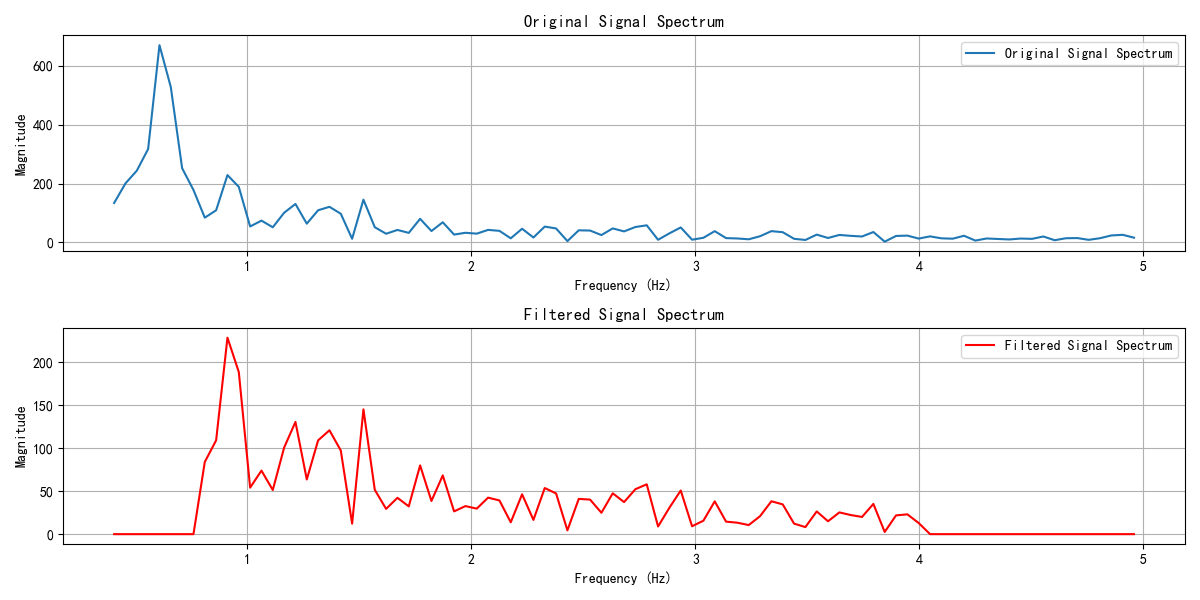 Original Signal Spectrum
Original Signal Spectrum
Magnitude
600
400
200
0
1 2 3 4 5
Frequency (Hz)
Filtered Signal Spectrum
Filtered Signal Spectrum
Magnitude
200
150
100
50
0
1 2 3 4 5
Frequency (Hz)